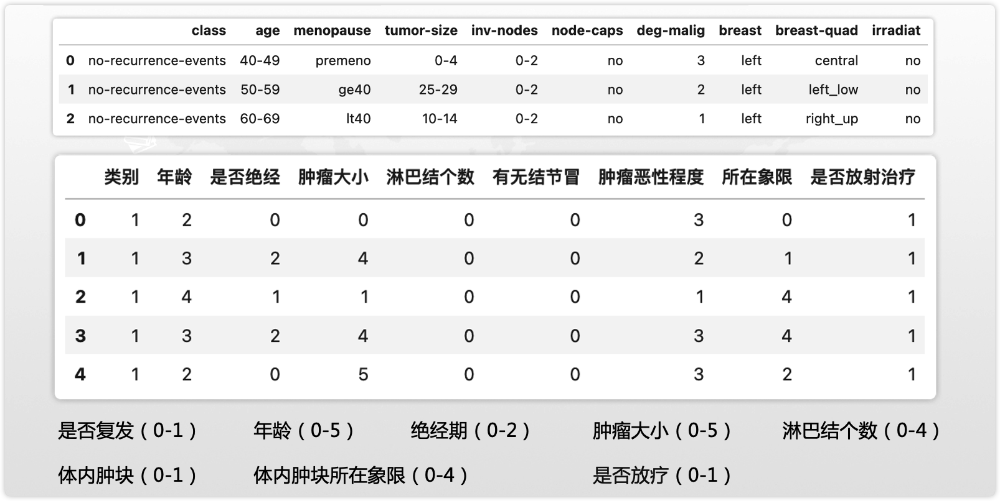 class age menopause tumor-size inv-nodes node-caps deg-malig breast breast-quad irradiat
0 no-recurrence-events 40-49 premeno 0-4 0-2 no 3 left central no
1 no-recurrence-events 50-59 ge40 25-29 0-2 no 2 left left_low no
2 no-recurrence-events 60-69 lt40 10-14 0-2 no 1 left right_up no
类别 年龄 是否绝经 肿瘤大小 淋巴结个数 有无结节冒 肿瘤恶性程度 所在象限 是否放射治疗
0 1 2 0 0 0 0 3 0 1
1 1 3 2 4 0 0 2 1 1
2 1 4 1 1 0 0 1 4 1
3 1 3 2 4 0 0 3 4 1
4 1 2 0 5 0 0 3 2 1
是否复发（0-1） 年龄（0-5） 绝经期（0-2） 肿瘤大小（0-5） 淋巴结个数（0-4）
体内肿块（0-1） 体内肿块所在象限（0-4） 是否放疗（0-1）